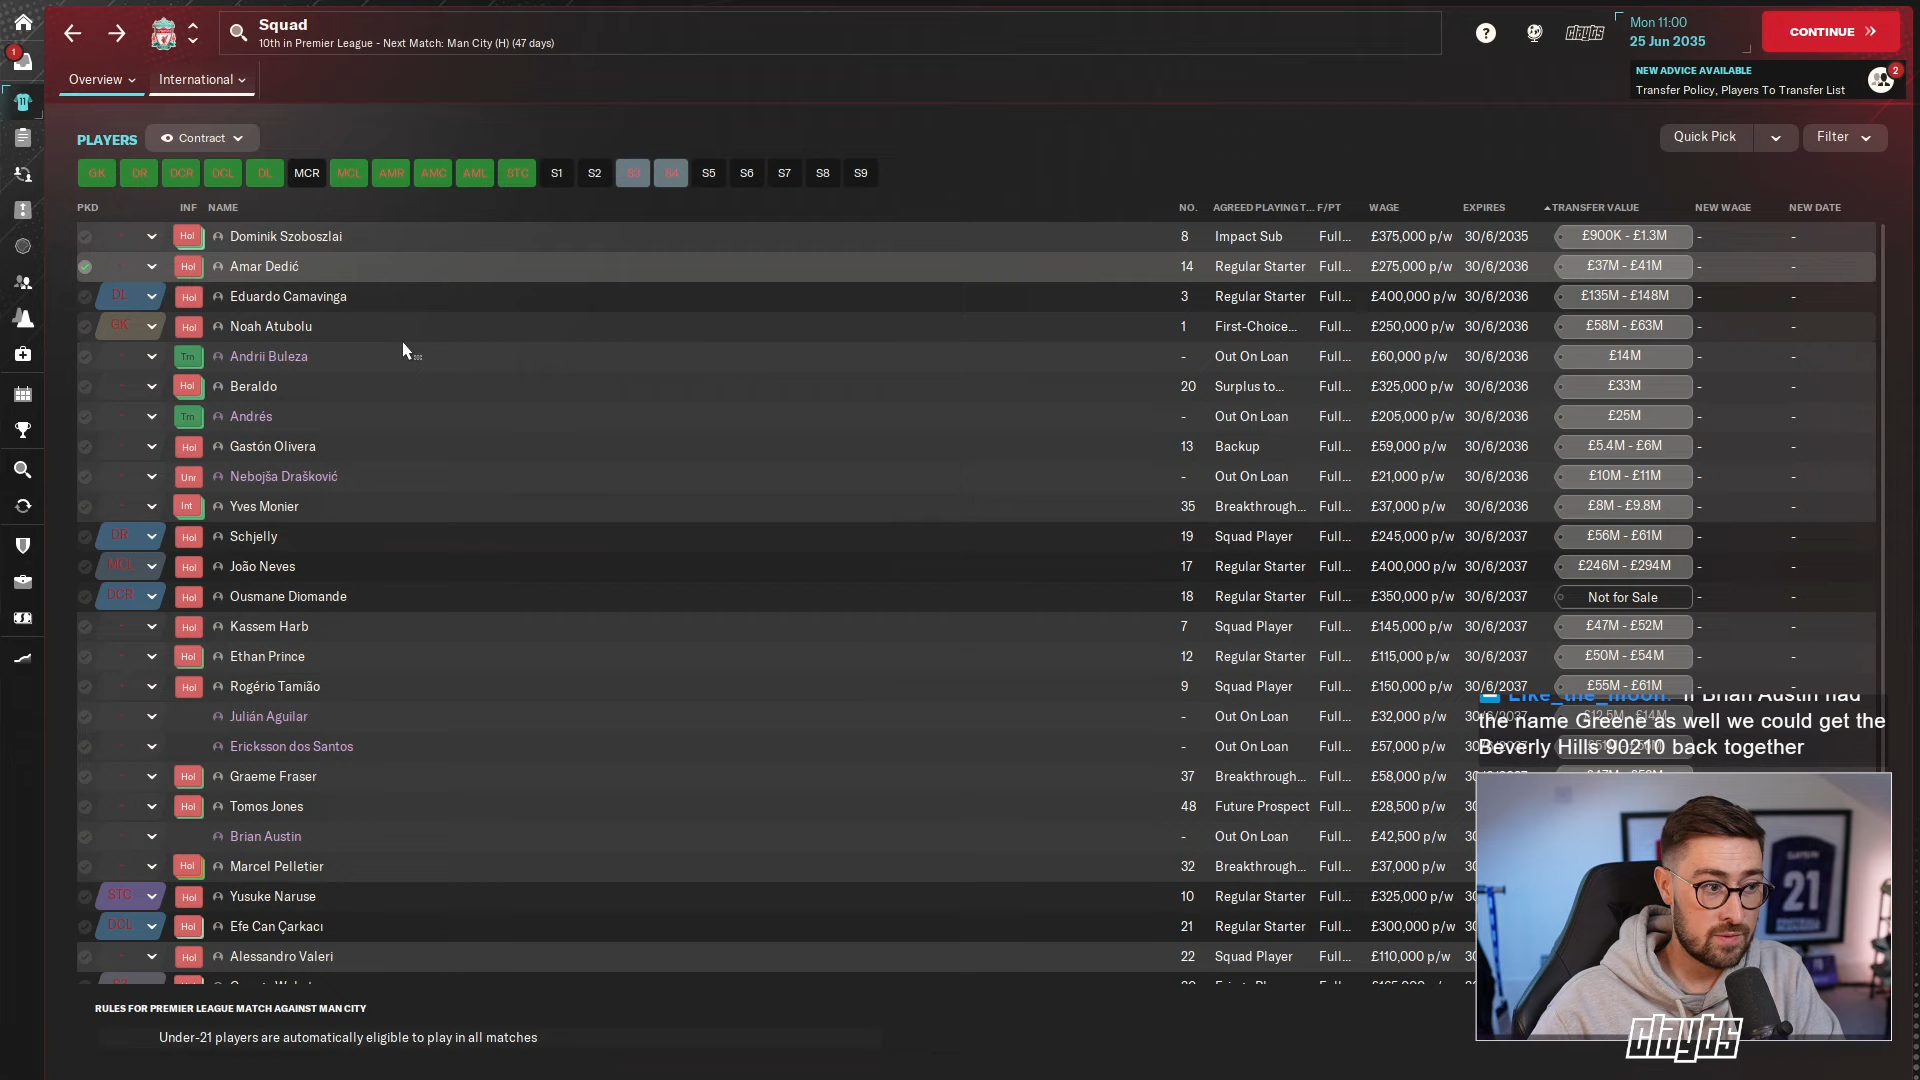 Squad
10th in Premier League - Next Match: Man City (H) (47 days)
Mon 11:00
25 Jun 2035
CONTINUE
1
11
Overview
International
NEW ADVICE AVAILABLE
Transfer Policy, Players To Transfer List
2
PLAYERS
Contract
Quick Pick
Filter
GK DR DCR DCL DL MCR MCL AMR AMC AML STC S1 S2 S3 S4 S5 S6 S7 S8 S9
PKD INF NAME NO. AGREED PLAYING T... F/PT WAGE EXPIRES TRANSFER VALUE NEW WAGE NEW DATE
Hol Dominik Szoboszlai 8 Impact Sub Full... £375,000 p/w 30/6/2035 £900K - £1.3M - -
Hol Amar Dedić 14 Regular Starter Full... £275,000 p/w 30/6/2036 £37M - £41M - -
DL Hol Eduardo Camavinga 3 Regular Starter Full... £400,000 p/w 30/6/2036 £135M - £148M - -
GK Hol Noah Atubolu 1 First-Choice... Full... £250,000 p/w 30/6/2036 £58M - £63M - -
Trn Andrii Buleza - Out On Loan Full... £60,000 p/w 30/6/2036 £14M - -
Hol Beraldo 20 Surplus to... Full... £325,000 p/w 30/6/2036 £33M - -
Trn Andrés - Out On Loan Full... £205,000 p/w 30/6/2036 £25M - -
Hol Gastón Olivera 13 Backup Full... £59,000 p/w 30/6/2036 £5.4M - £6M - -
Unr Nebojša Drašković - Out On Loan Full... £21,000 p/w 30/6/2036 £10M - £11M - -
Int Yves Monier 35 Breakthrough... Full... £37,000 p/w 30/6/2036 £8M - £9.8M - -
DR Hol Schjelly 19 Squad Player Full... £245,000 p/w 30/6/2037 £56M - £61M - -
MCL Hol João Neves 17 Regular Starter Full... £400,000 p/w 30/6/2037 £246M - £294M - -
DCR Hol Ousmane Diomande 18 Regular Starter Full... £350,000 p/w 30/6/2037 Not for Sale - -
Hol Kassem Harb 7 Squad Player Full... £145,000 p/w 30/6/2037 £47M - £52M - -
Hol Ethan Prince 12 Regular Starter Full... £115,000 p/w 30/6/2037 £50M - £54M - -
Hol Rogério Tamião 9 Squad Player Full... £150,000 p/w 30/6/2037 £55M - £61M - -
Julián Aguilar - Out On Loan Full... £32,000 p/w 30/6/2037 £12.5M - £14M
Ericksson dos Santos - Out On Loan Full... £57,000 p/w
Hol Graeme Fraser 37 Breakthrough... Full... £58,000 p/w
Hol Tomos Jones 48 Future Prospect Full... £28,500 p/w
Brian Austin - Out On Loan Full... £42,500 p/w
Hol Marcel Pelletier 32 Breakthrough... Full... £37,000 p/w
STC Hol Yusuke Naruse 10 Regular Starter Full... £325,000 p/w
DCL Hol Efe Can Çarkacı 21 Regular Starter Full... £300,000 p/w
Hol Alessandro Valeri 22 Squad Player Full... £110,000 p/w
Like_the_moon: If Brian Austin had
the name Greene as well we could get the
Beverly Hills 90210 back together
RULES FOR PREMIER LEAGUE MATCH AGAINST MAN CITY
Under-21 players are automatically eligible to play in all matches
21
clayts